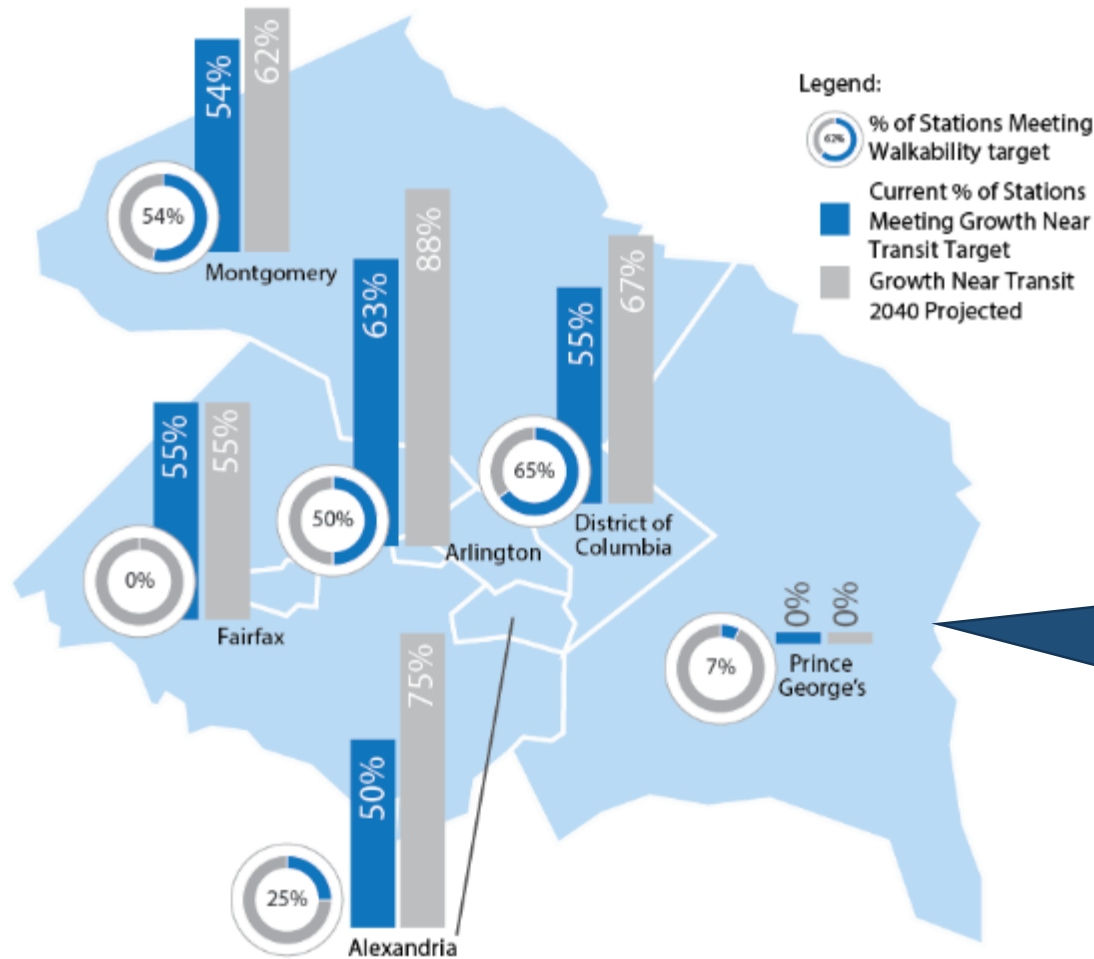 54%
62%
54%
Montgomery
Legend:
62%
% of Stations Meeting
Walkability target
Current % of Stations
Meeting Growth Near
Transit Target
Growth Near Transit
2040 Projected
63%
88%
50%
Arlington
55%
67%
65%
District of
Columbia
55%
55%
0%
Fairfax
0%
0%
7%
Prince
George's
50%
75%
25%
Alexandria